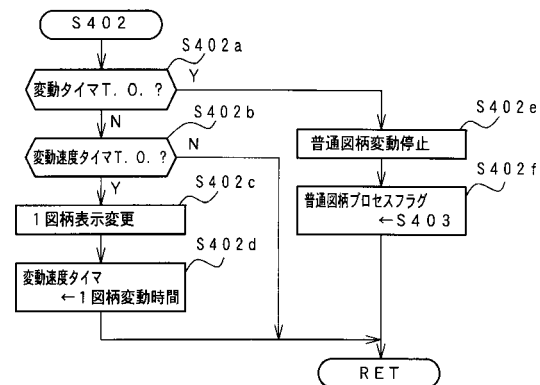 S402
S402a
変動タイマT. O. ?
Y
N
S402b
変動速度タイマT. O. ?
N
Y
S402c
1図柄表示変更
S402d
変動速度タイマ
←1図柄変動時間
S402e
普通図柄変動停止
S402f
普通図柄プロセスフラグ
←S403
RET